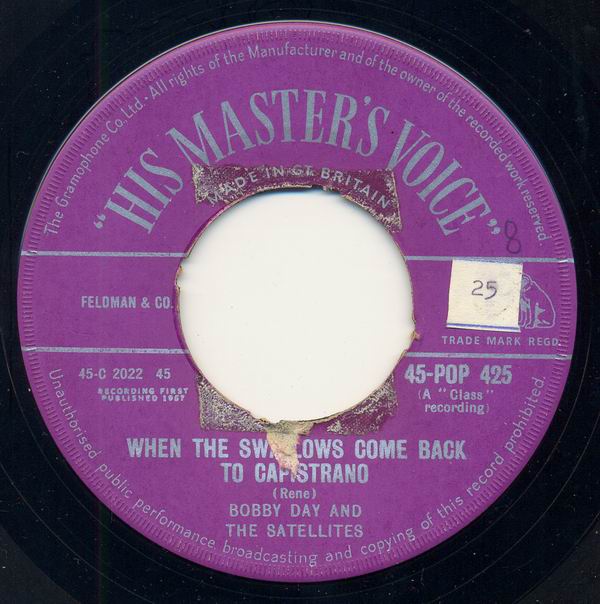 The Gramophone Co. Ltd. · All rights of the Manufacturer and of the owner of the recorded work reserved.
"HIS MASTER'S VOICE"
MADE IN GT. BRITAIN
8
25
FELDMAN & CO.
TRADE MARK REGD.
45-C 2022 45
RECORDING FIRST
PUBLISHED 1957
45-POP 425
(A "Class"
recording)
WHEN THE SWALLOWS COME BACK
TO CAPISTRANO
(Rene)
BOBBY DAY AND
THE SATELLITES
Unauthorised public performance broadcasting and copying of this record prohibited.